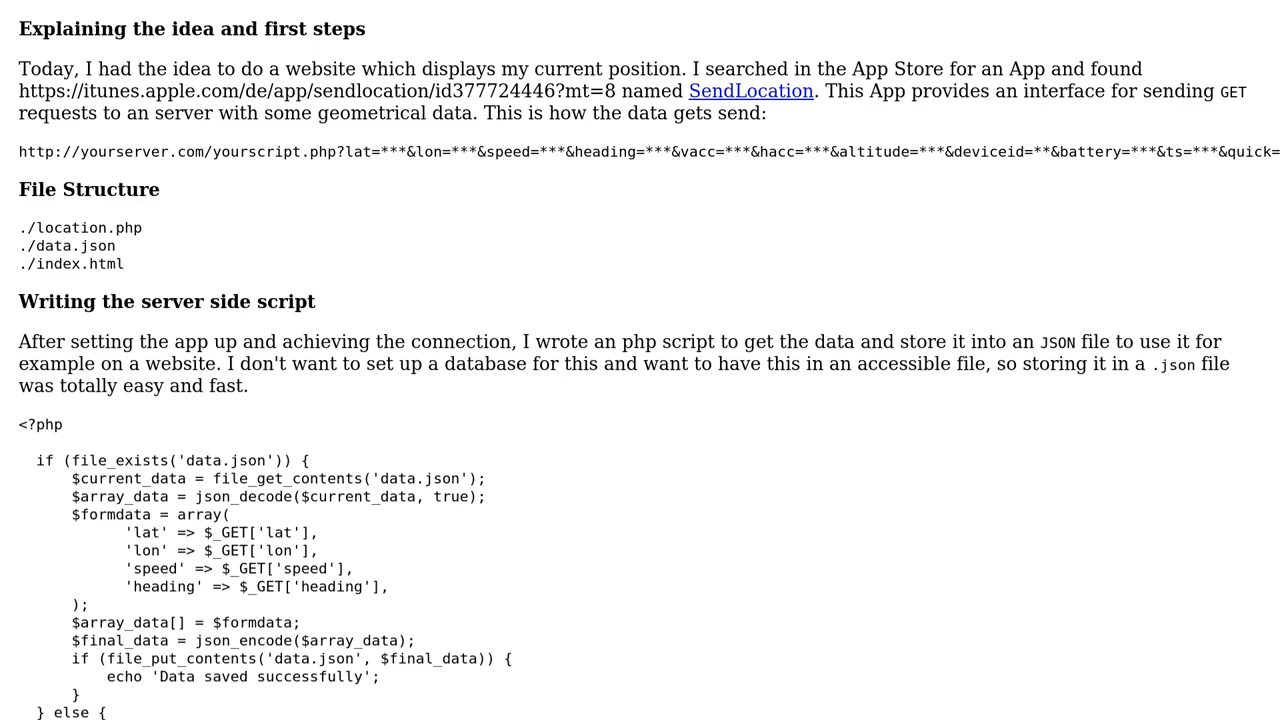 Explaining the idea and first steps
Today, I had the idea to do a website which displays my current position. I searched in the App Store for an App and found
https://itunes.apple.com/de/app/sendlocation/id377724446?mt=8 named SendLocation. This App provides an interface for sending GET
requests to an server with some geometrical data. This is how the data gets send:
http://yourserver.com/yourscript.php?lat=***&lon=***&speed=***&heading=***&vacc=***&hacc=***&altitude=***&deviceid=**&battery=***&ts=***&quick=
File Structure
./location.php
./data.json
./index.html
Writing the server side script
After setting the app up and achieving the connection, I wrote an php script to get the data and store it into an JSON file to use it for
example on a website. I don't want to set up a database for this and want to have this in an accessible file, so storing it in a .json file
was totally easy and fast.
<?php
  if (file_exists('data.json')) {
      $current_data = file_get_contents('data.json');
      $array_data = json_decode($current_data, true);
      $formdata = array(
            'lat' => $_GET['lat'],
            'lon' => $_GET['lon'],
            'speed' => $_GET['speed'],
            'heading' => $_GET['heading'],
      );
      $array_data[] = $formdata;
      $final_data = json_encode($array_data);
      if (file_put_contents('data.json', $final_data)) {
          echo 'Data saved successfully';
      }
  } else {